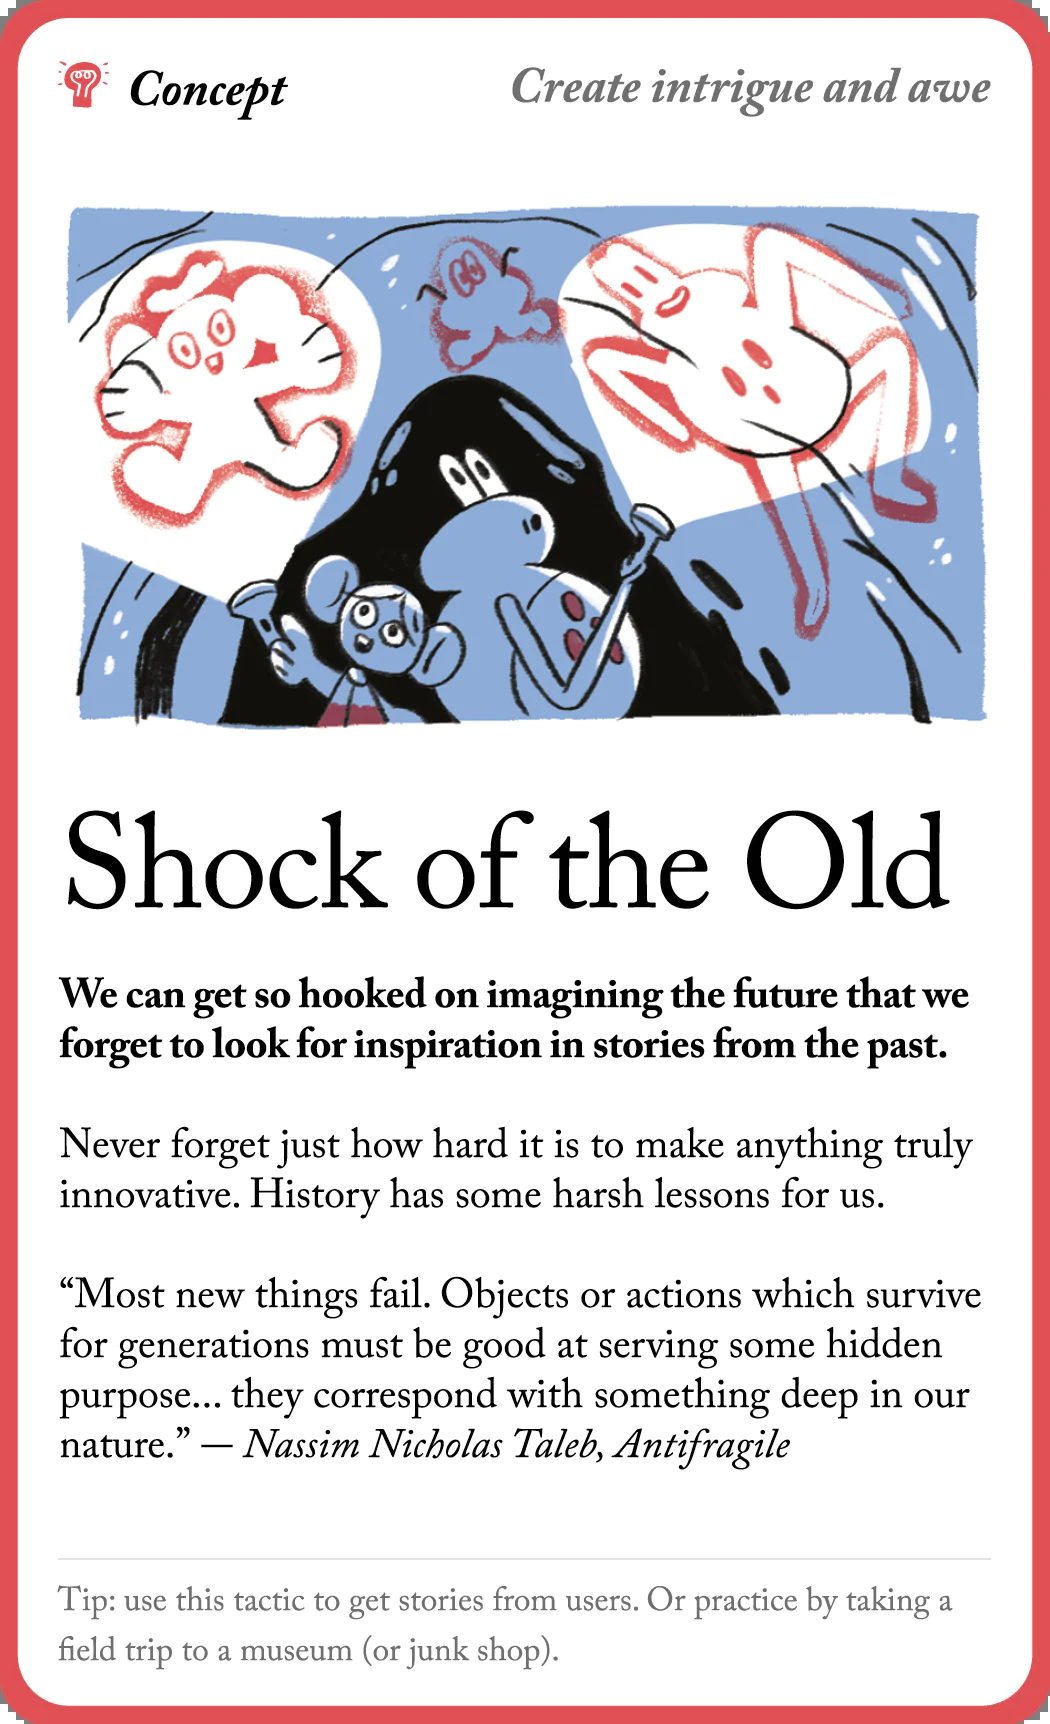 Concept
Create intrigue and awe
Shock of the Old
We can get so hooked on imagining the future that we
forget to look for inspiration in stories from the past.
Never forget just how hard it is to make anything truly
innovative. History has some harsh lessons for us.
“Most new things fail. Objects or actions which survive
for generations must be good at serving some hidden
purpose... they correspond with something deep in our
nature.” — Nassim Nicholas Taleb, Antifragile
Tip: use this tactic to get stories from users. Or practice by taking a
field trip to a museum (or junk shop).